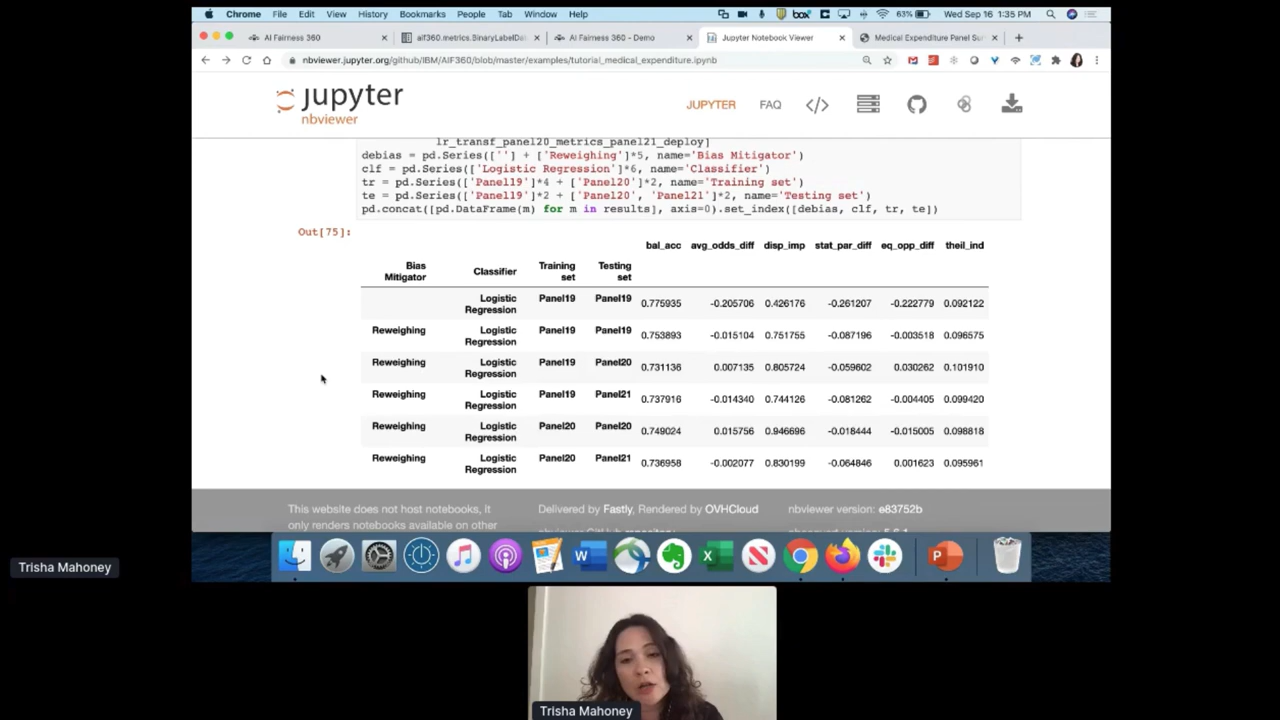 Chrome File Edit View History Bookmarks People Tab Window Help box 63% Wed Sep 16 1:35 PM
AI Fairness 360 aif360.metrics.BinaryLabelDat AI Fairness 360 - Demo Jupyter Notebook Viewer Medical Expenditure Panel Su
nbviewer.jupyter.org/github/IBM/AIF360/blob/master/examples/tutorial_medical_expenditure.ipynb
jupyter
nbviewer
JUPYTER FAQ
lr_transf_panel20_metrics_panel21_deploy]
debias = pd.Series([''] + ['Reweighing']*5, name='Bias Mitigator')
clf = pd.Series(['Logistic Regression']*6, name='Classifier')
tr = pd.Series(['Panel19']*4 + ['Panel20']*2, name='Training set')
te = pd.Series(['Panel19']*2 + ['Panel20', 'Panel21']*2, name='Testing set')
pd.concat([pd.DataFrame(m) for m in results], axis=0).set_index([debias, clf, tr, te])
Out[75]:
bal_acc avg_odds_diff disp_imp stat_par_diff eq_opp_diff theil_ind
Bias Mitigator Classifier Training set Testing set
Logistic Regression Panel19 Panel19 0.775935 -0.205706 0.426176 -0.261207 -0.222779 0.092122
Reweighing Logistic Regression Panel19 Panel19 0.753893 -0.015104 0.751755 -0.087196 -0.003518 0.096575
Reweighing Logistic Regression Panel19 Panel20 0.731136 0.007135 0.805724 -0.059602 0.030262 0.101910
Reweighing Logistic Regression Panel19 Panel21 0.737916 -0.014340 0.744126 -0.081262 -0.004405 0.099420
Reweighing Logistic Regression Panel20 Panel20 0.749024 0.015756 0.946696 -0.018444 -0.015005 0.098818
Reweighing Logistic Regression Panel20 Panel21 0.736958 -0.002077 0.830199 -0.064846 0.001623 0.095961
This website does not host notebooks, it
only renders notebooks available on other
Delivered by Fastly, Rendered by OVHCloud
nbviewer version: e83752b
Trisha Mahoney
Trisha Mahoney